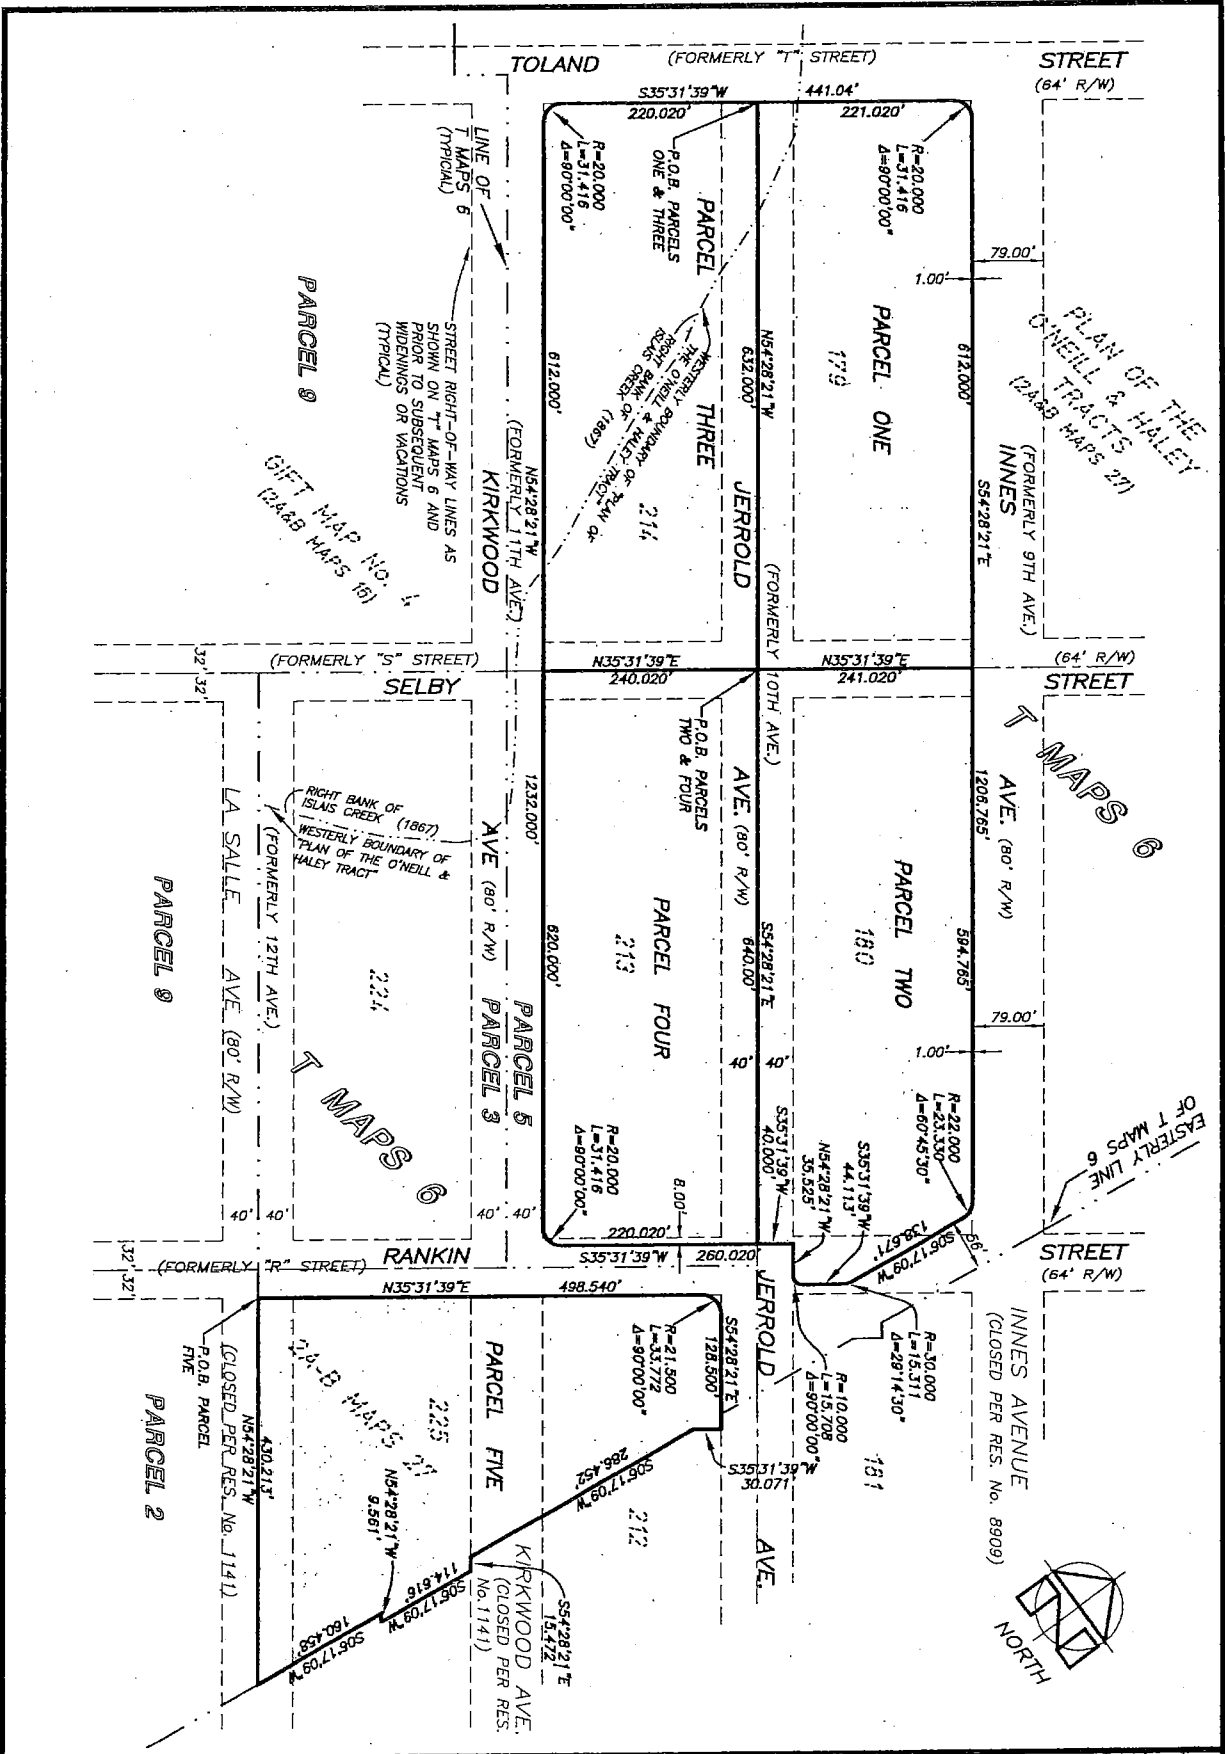 TOLAND
(FORMERLY "T" STREET)
STREET
(64' R/W)
S35°31'39"W
441.04'
220.020'
221.020'
R=20.000
L=31.416
Δ=90°00'00"
P.O.B. PARCELS
ONE & THREE
R=20.000
L=31.416
Δ=90°00'00"
LINE OF
T MAPS 6
(TYPICIAL)
PARCEL THREE
PARCEL ONE
179
79.00'
1.00'
PLAN OF THE
O'NEILL & HALEY
TRACTS
(2A&B MAPS 27)
PARCEL 9
STREET RIGHT-OF-WAY LINES AS
SHOWN ON "T" MAPS 6 AND
PRIOR TO SUBSEQUENT
WIDENINGS OR VACATIONS
(TYPICAL)
612.000'
N54°28'21"W
632.000'
612.000'
WESTERLY BOUNDARY OF "PLAN OF
THE O'NEILL & HALEY TRACT"
RIGHT BANK OF
ISLAIS CREEK (1867)
214
GIFT MAP No. 4
(2A&B MAPS 16)
N54°28'21"W
(FORMERLY 11TH AVE.)
KIRKWOOD
JERROLD
(FORMERLY 10TH AVE.)
S54°28'21"E
INNES
(FORMERLY 9TH AVE.)
32' 32'
(FORMERLY "S" STREET)
SELBY
N35°31'39"E
240.020'
N35°31'39"E
241.020'
(64' R/W)
STREET
P.O.B. PARCELS
TWO & FOUR
T MAPS 6
RIGHT BANK OF
ISLAIS CREEK (1867)
WESTERLY BOUNDARY OF
"PLAN OF THE O'NEILL &
HALEY TRACT"
LA SALLE AVE (80' R/W)
(FORMERLY 12TH AVE.)
AVE (80' R/W)
1232.000'
AVE. (80' R/W)
1206.765'
AVE. (80' R/W)
PARCEL 9
224
620.000'
PARCEL FOUR
213
S54°28'21"E
640.00'
PARCEL TWO
180
594.765'
79.00'
1.00'
PARCEL 5
PARCEL 3
T MAPS 6
40' 40'
R=20.000
L=31.416
Δ=90°00'00"
8.00'
S35°31'39"W
40.000'
N54°28'21"W
35.525'
S35°31'39"W
44.113'
R=22.000
L=23.330
Δ=60°45'30"
EASTERLY LINE
OF T MAPS 6
40' 40'
40' 40'
220.020'
138.671'
S06°17'09"W
56'
32' 32'
(FORMERLY "R" STREET)
RANKIN
S35°31'39"W
260.020'
STREET
(64' R/W)
N35°31'39"E
498.540'
JERROLD
P.O.B. PARCEL
FIVE
(CLOSED PER RES. No. 1141)
2A-B MAPS 27
225
PARCEL FIVE
R=21.500
L=33.772
Δ=90°00'00"
S54°28'21"E
128.500'
R=10.000
L=15.708
Δ=90°00'00"
R=30.000
L=15.311
Δ=29°14'30"
INNES AVENUE
(CLOSED PER RES. No. 8909)
PARCEL 2
430.213'
N54°28'21"W
N54°28'21"W
9.561'
286.452'
S06°17'09"W
212
S35°31'39"W
30.071'
181
114.616'
S06°17'09"W
160.458'
S06°17'09"W
S54°28'21"E
15.472'
KIRKWOOD AVE.
(CLOSED PER RES.
No. 1141)
AVE.
NORTH